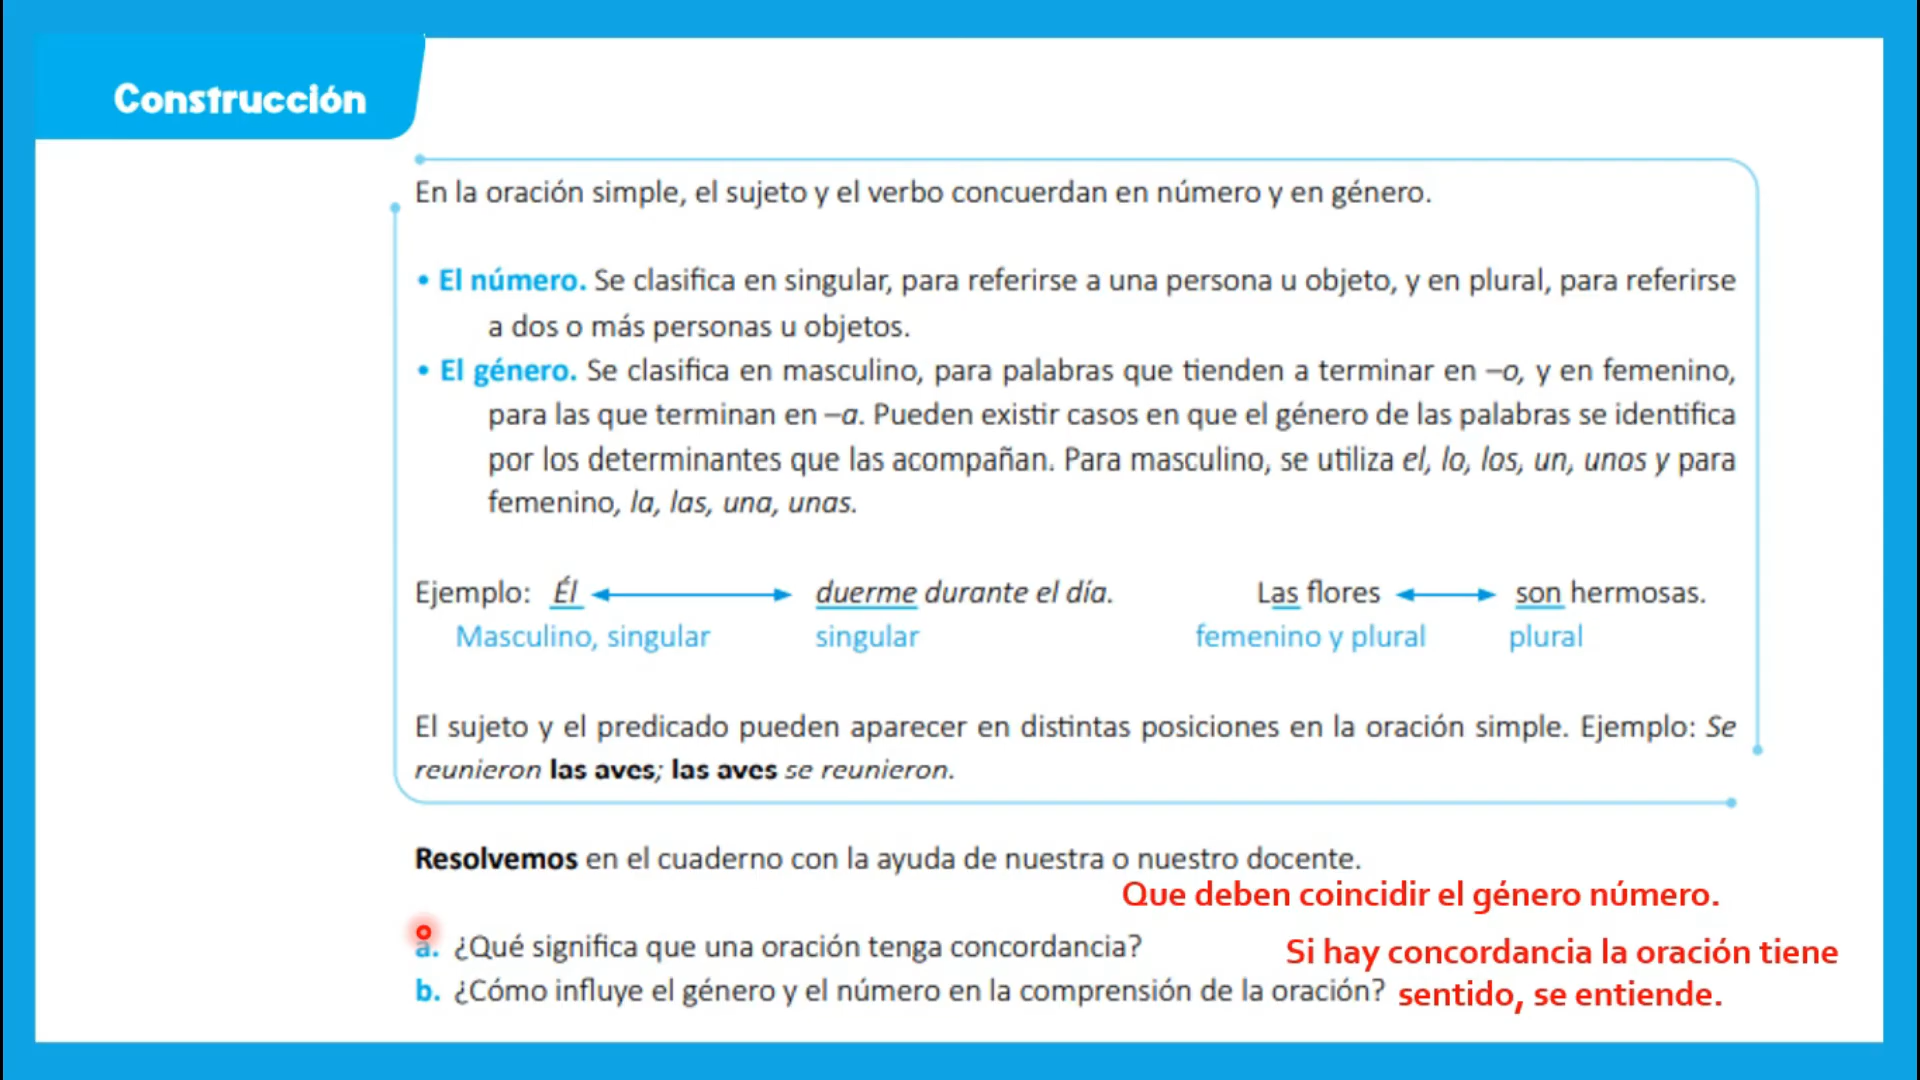 Construcción
En la oración simple, el sujeto y el verbo concuerdan en número y en género.
• El número. Se clasifica en singular, para referirse a una persona u objeto, y en plural, para referirse
a dos o más personas u objetos.
• El género. Se clasifica en masculino, para palabras que tienden a terminar en –o, y en femenino,
para las que terminan en –a. Pueden existir casos en que el género de las palabras se identifica
por los determinantes que las acompañan. Para masculino, se utiliza el, lo, los, un, unos y para
femenino, la, las, una, unas.
Ejemplo: Él duerme durante el día. Las flores son hermosas.
Masculino, singular singular femenino y plural plural
El sujeto y el predicado pueden aparecer en distintas posiciones en la oración simple. Ejemplo: Se
reunieron las aves; las aves se reunieron.
Resolvemos en el cuaderno con la ayuda de nuestra o nuestro docente.
Que deben coincidir el género número.
a. ¿Qué significa que una oración tenga concordancia?
Si hay concordancia la oración tiene
b. ¿Cómo influye el género y el número en la comprensión de la oración?
sentido, se entiende.